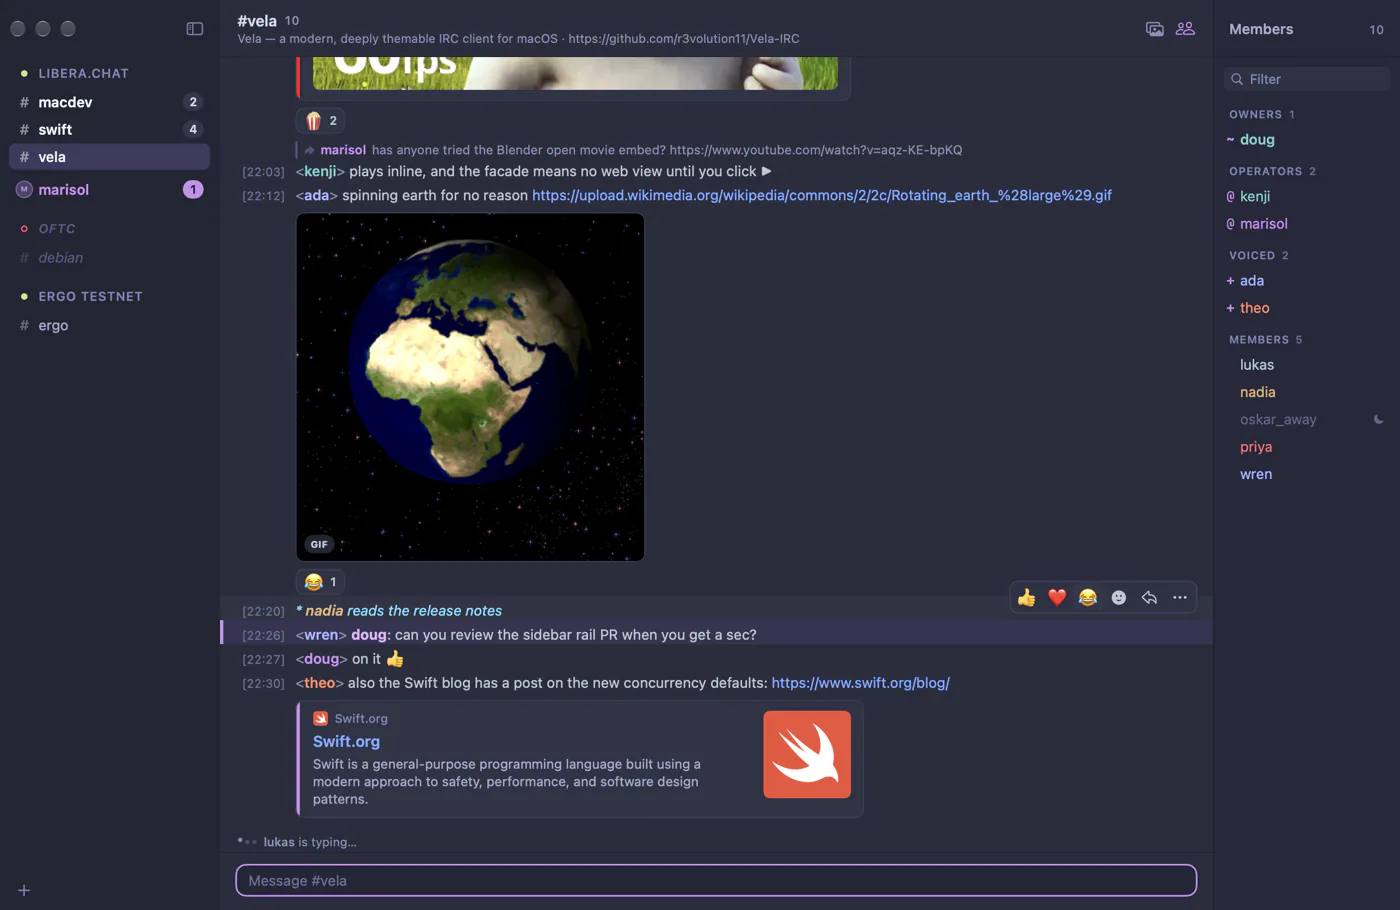 LIBERA.CHAT
# macdev 2
# swift 4
# vela
M marisol 1
OFTC
# debian
ERGO TESTNET
# ergo
+
#vela 10
Vela — a modern, deeply themable IRC client for macOS · https://github.com/r3volution11/Vela-IRC
60fps
🍿 2
marisol has anyone tried the Blender open movie embed? https://www.youtube.com/watch?v=aqz-KE-bpKQ
[22:03] <kenji> plays inline, and the facade means no web view until you click ▶
[22:12] <ada> spinning earth for no reason https://upload.wikimedia.org/wikipedia/commons/2/2c/Rotating_earth_%28large%29.gif
GIF
😂 1
[22:20] * nadia reads the release notes
[22:26] <wren> doug: can you review the sidebar rail PR when you get a sec?
[22:27] <doug> on it 👍
[22:30] <theo> also the Swift blog has a post on the new concurrency defaults: https://www.swift.org/blog/
Swift.org
Swift.org
Swift is a general-purpose programming language built using a
modern approach to safety, performance, and software design
patterns.
lukas is typing…
Message #vela
Members 10
Filter
OWNERS 1
~ doug
OPERATORS 2
@ kenji
@ marisol
VOICED 2
+ ada
+ theo
MEMBERS 5
lukas
nadia
oskar_away
priya
wren